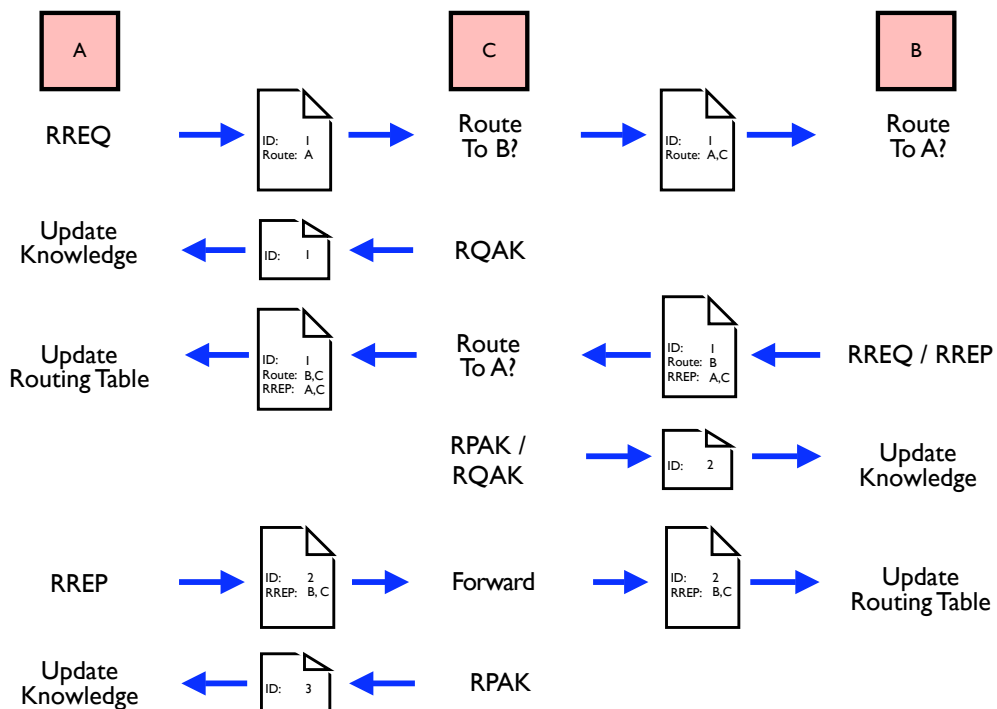 A
C
B
RREQ
ID: 1
Route: A
Route
To B?
ID: 1
Route: A,C
Route
To A?
Update
Knowledge
ID: 1
RQAK
Update
Routing Table
ID: 1
Route: B,C
RREP: A,C
Route
To A?
ID: 1
Route: B
RREP: A,C
RREQ / RREP
RPAK /
RQAK
ID: 2
Update
Knowledge
RREP
ID: 2
RREP: B, C
Forward
ID: 2
RREP: B,C
Update
Routing Table
Update
Knowledge
ID: 3
RPAK